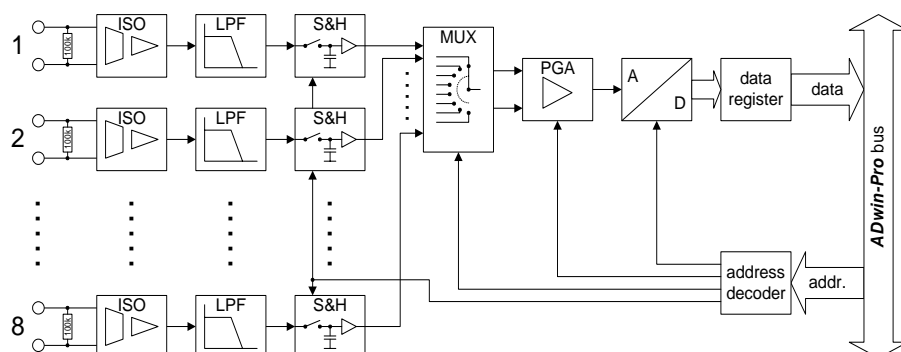 1
100k
ISO
LPF
S&H
MUX
PGA
A
D
data
register
data
2
100k
ISO
LPF
S&H
8
100k
ISO
LPF
S&H
address
decoder
addr.
ADwin-Pro bus